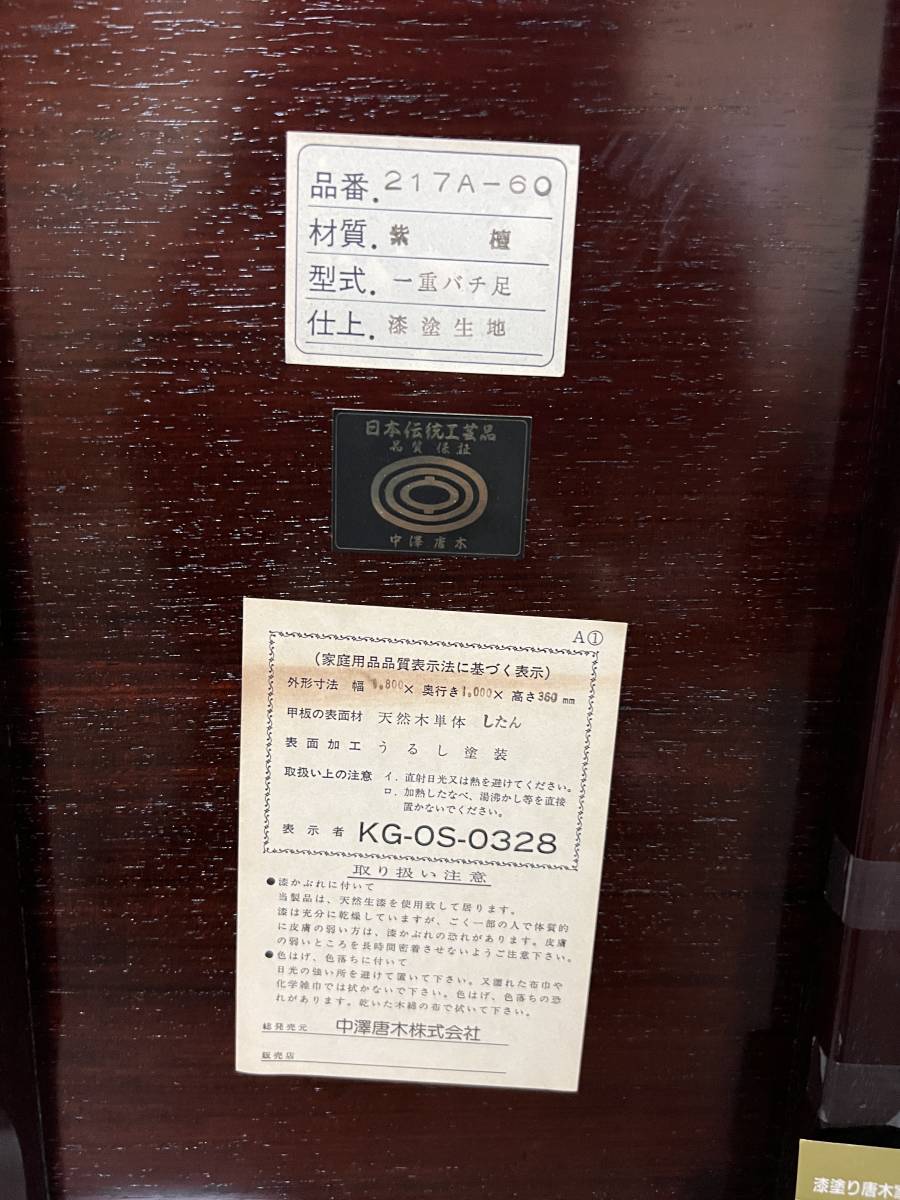 品番. 217A-60
材質. 紫 檀
型式. 一重バチ足
仕上. 漆塗生地
日本伝統工芸品
品質保証
中澤唐木
A①
(家庭用品品質表示法に基づく表示)
外形寸法 幅 1,800× 奥行き1,000× 高さ360mm
甲板の表面材 天然木単体 したん
表面加工 うるし塗装
取扱い上の注意 イ．直射日光又は熱を避けてください。
ロ．加熱したなべ、湯沸かし等を直接
置かないでください。
表示者 KG-OS-0328
取り扱い注意
●漆かぶれに付いて
当製品は、天然生漆を使用致して居ります。
漆は充分に乾燥していますが、ごく一部の人で体質的
に皮膚の弱い方は、漆かぶれの恐れがあります。皮膚
の弱いところを長時間密着させないようご注意下さい。
●色はげ、色落ちに付いて
日光の強い所を避けて置いて下さい。又濡れた布巾や
化学雑巾では拭かないで下さい。色はげ、色落ちの恐
れがあります。乾いた木綿の布で拭いて下さい。
総発売元 中澤唐木株式会社
販売店
漆塗り唐木